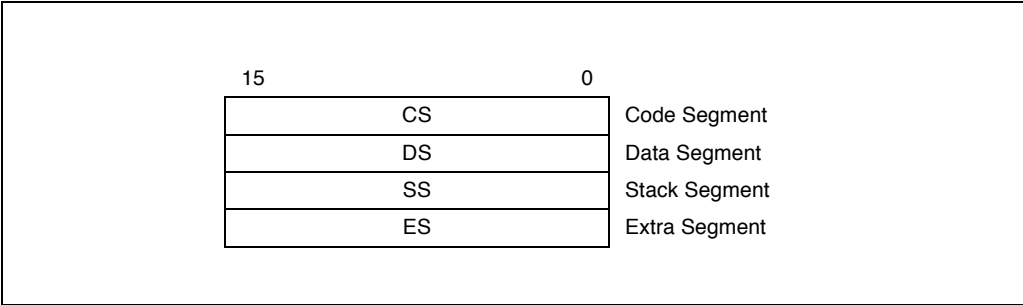 15 0
CS Code Segment
DS Data Segment
SS Stack Segment
ES Extra Segment